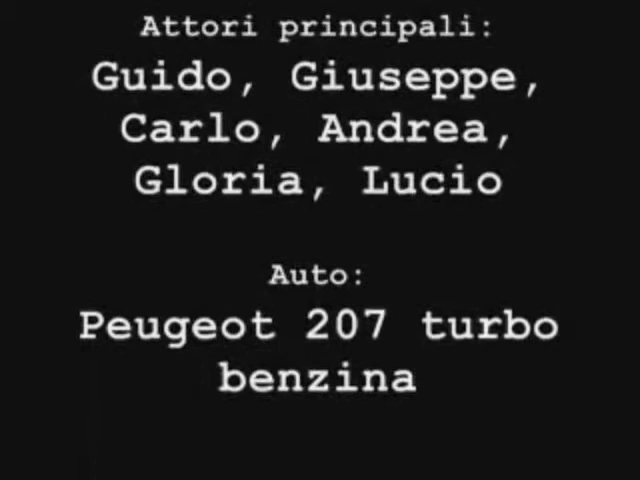 Attori principali:
Guido, Giuseppe,
Carlo, Andrea,
Gloria, Lucio
Auto:
Peugeot 207 turbo
benzina